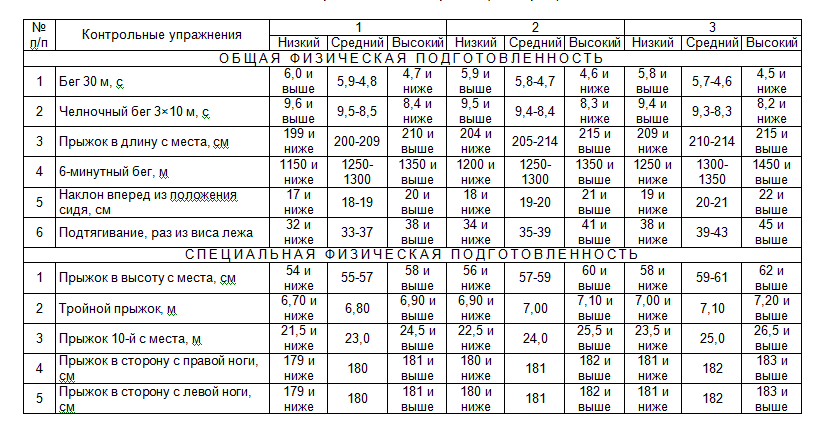 № п/п Контрольные упражнения 1 2 3
Низкий Средний Высокий Низкий Средний Высокий Низкий Средний Высокий
ОБЩАЯ ФИЗИЧЕСКАЯ ПОДГОТОВЛЕННОСТЬ
1 Бег 30 м, с 6,0 и выше 5,9-4,8 4,7 и ниже 5,9 и выше 5,8-4,7 4,6 и ниже 5,8 и выше 5,7-4,6 4,5 и ниже
2 Челночный бег 3×10 м, с 9,6 и выше 9,5-8,5 8,4 и ниже 9,5 и выше 9,4-8,4 8,3 и ниже 9,4 и выше 9,3-8,3 8,2 и ниже
3 Прыжок в длину с места, см 199 и ниже 200-209 210 и выше 204 и ниже 205-214 215 и выше 209 и ниже 210-214 215 и выше
4 6-минутный бег, м 1150 и ниже 1250-1300 1350 и выше 1200 и ниже 1250-1300 1350 и выше 1250 и ниже 1300-1350 1450 и выше
5 Наклон вперед из положения сидя, см 17 и ниже 18-19 20 и выше 18 и ниже 19-20 21 и выше 19 и ниже 20-21 22 и выше
6 Подтягивание, раз из виса лежа 32 и ниже 33-37 38 и выше 34 и ниже 35-39 41 и выше 38 и ниже 39-43 45 и выше
СПЕЦИАЛЬНАЯ ФИЗИЧЕСКАЯ ПОДГОТОВЛЕННОСТЬ
1 Прыжок в высоту с места, см 54 и ниже 55-57 58 и выше 56 и ниже 57-59 60 и выше 58 и ниже 59-61 62 и выше
2 Тройной прыжок, м 6,70 и ниже 6,80 6,90 и выше 6,90 и ниже 7,00 7,10 и выше 7,00 и ниже 7,10 7,20 и выше
3 Прыжок 10-й с места, м 21,5 и ниже 23,0 24,5 и выше 22,5 и ниже 24,0 25,5 и выше 23,5 и ниже 25,0 26,5 и выше
4 Прыжок в сторону с правой ноги, см 179 и ниже 180 181 и выше 180 и ниже 181 182 и выше 181 и ниже 182 183 и выше
5 Прыжок в сторону с левой ноги, см 179 и ниже 180 181 и выше 180 и ниже 181 182 и выше 181 и ниже 182 183 и выше